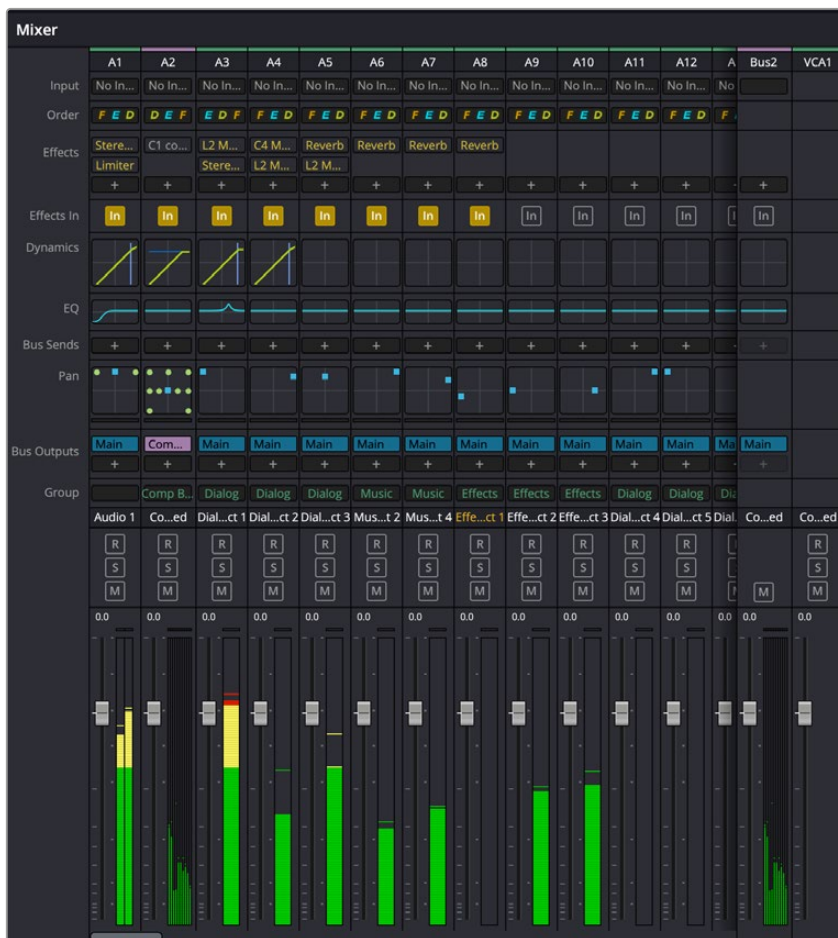 Mixer
A1 A2 A3 A4 A5 A6 A7 A8 A9 A10 A11 A12 A Bus2 VCA1
Input No In... No In... No In... No In... No In... No In... No In... No In... No In... No In... No In... No In... No
Order F E D D E F E D F F E D F E D F E D F E D F E D F E D F E D F E D F E D F
Effects Stere... C1 co... L2 M... C4 M... Reverb Reverb Reverb Reverb
Limiter Stere... L2 M... L2 M...
+ + + + + + + + + + + + +
Effects In In In In In In In In In In In In In In
Dynamics
EQ
Bus Sends + + + + + + + + + + + + +
Pan
Bus Outputs Main Com... Main Main Main Main Main Main Main Main Main Main Ma Main
+ + + + + + + + + + + + +
Group Comp B... Dialog Dialog Dialog Music Music Effects Effects Effects Dialog Dialog Dia
Audio 1 Co...ed Dial...ct 1 Dial...ct 2 Dial...ct 3 Mus...t 2 Mus...t 4 Effe...ct 1 Effe...ct 2 Effe...ct 3 Dial...ct 4 Dial...ct 5 Dial. Co...ed Co...ed
R R R R R R R R R R R R R R
S S S S S S S S S S S S S S
M M M M M M M M M M M M M M M
0.0 0.0 0.0 0.0 0.0 0.0 0.0 0.0 0.0 0.0 0.0 0.0 0.0 0.0 0.0